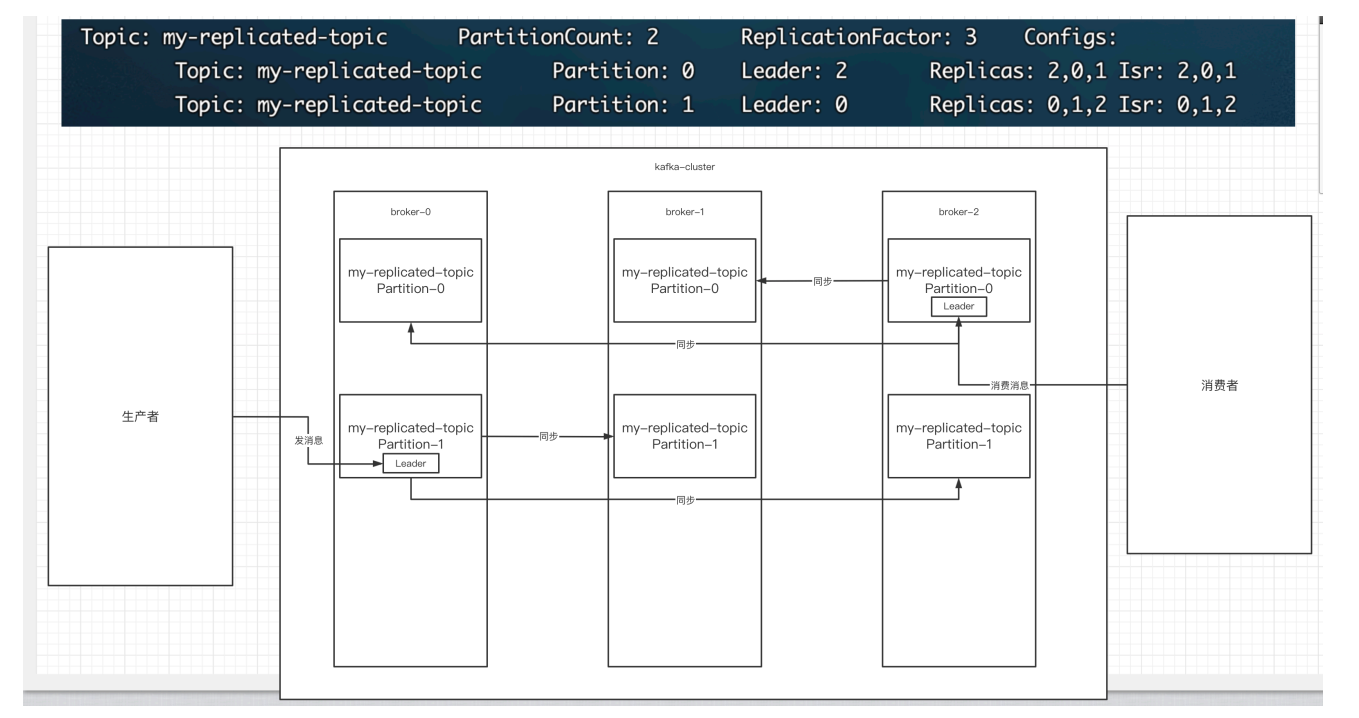 Topic: my-replicated-topic PartitionCount: 2 ReplicationFactor: 3 Configs:
Topic: my-replicated-topic Partition: 0 Leader: 2 Replicas: 2,0,1 Isr: 2,0,1
Topic: my-replicated-topic Partition: 1 Leader: 0 Replicas: 0,1,2 Isr: 0,1,2
kafka-cluster
broker-0
broker-1
broker-2
my-replicated-topic
Partition-0
my-replicated-topic
Partition-0
同步
my-replicated-topic
Partition-0
Leader
同步
消费消息
消费者
生产者
发消息
my-replicated-topic
Partition-1
Leader
同步
my-replicated-topic
Partition-1
my-replicated-topic
Partition-1
同步